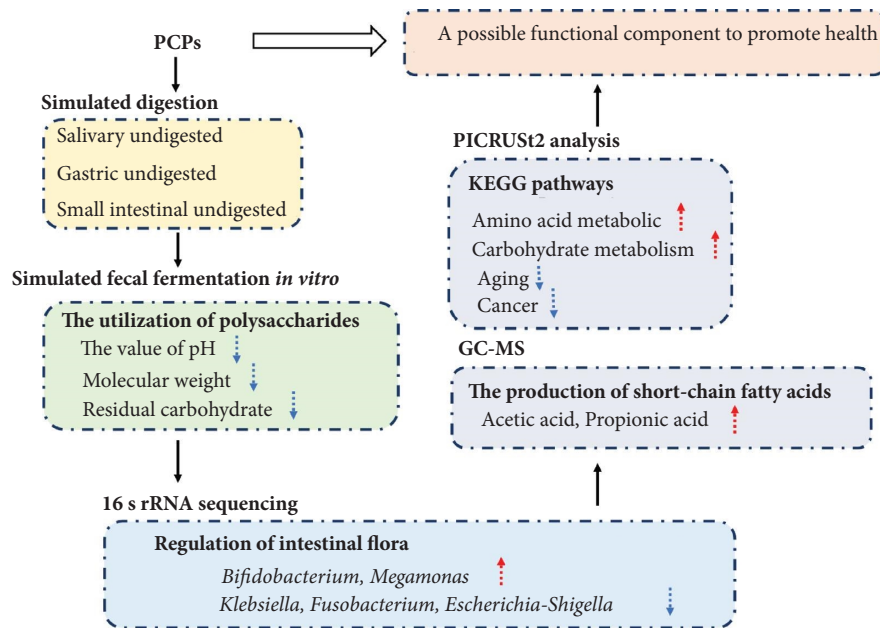 PCPs
A possible functional component to promote health
Simulated digestion
Salivary undigested
Gastric undigested
Small intestinal undigested
Simulated fecal fermentation in vitro
The utilization of polysaccharides
The value of pH
Molecular weight
Residual carbohydrate
16 s rRNA sequencing
Regulation of intestinal flora
Bifidobacterium, Megamonas
Klebsiella, Fusobacterium, Escherichia-Shigella
GC-MS
The production of short-chain fatty acids
Acetic acid, Propionic acid
PICRUSt2 analysis
KEGG pathways
Amino acid metabolic
Carbohydrate metabolism
Aging
Cancer